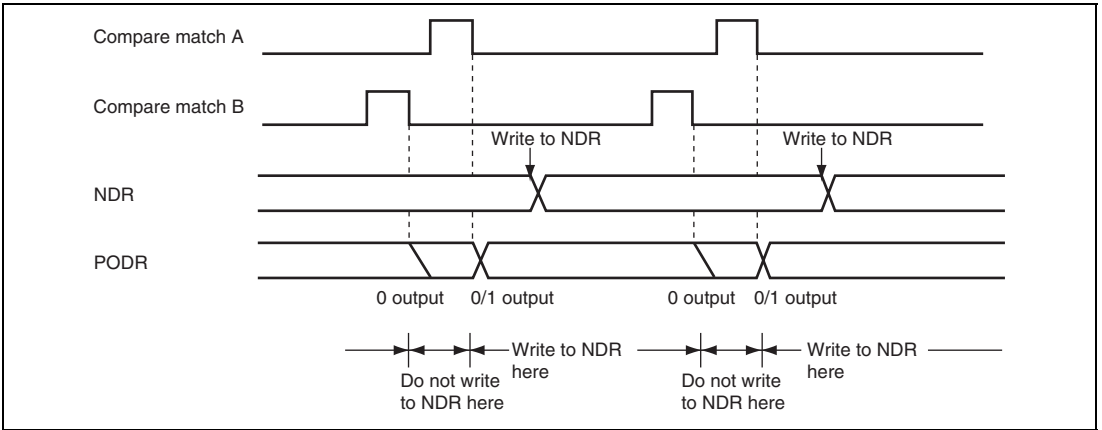 Compare match A
Compare match B
Write to NDR Write to NDR
NDR
PODR
0 output 0/1 output 0 output 0/1 output
Write to NDR here Write to NDR here
Do not write to NDR here Do not write to NDR here